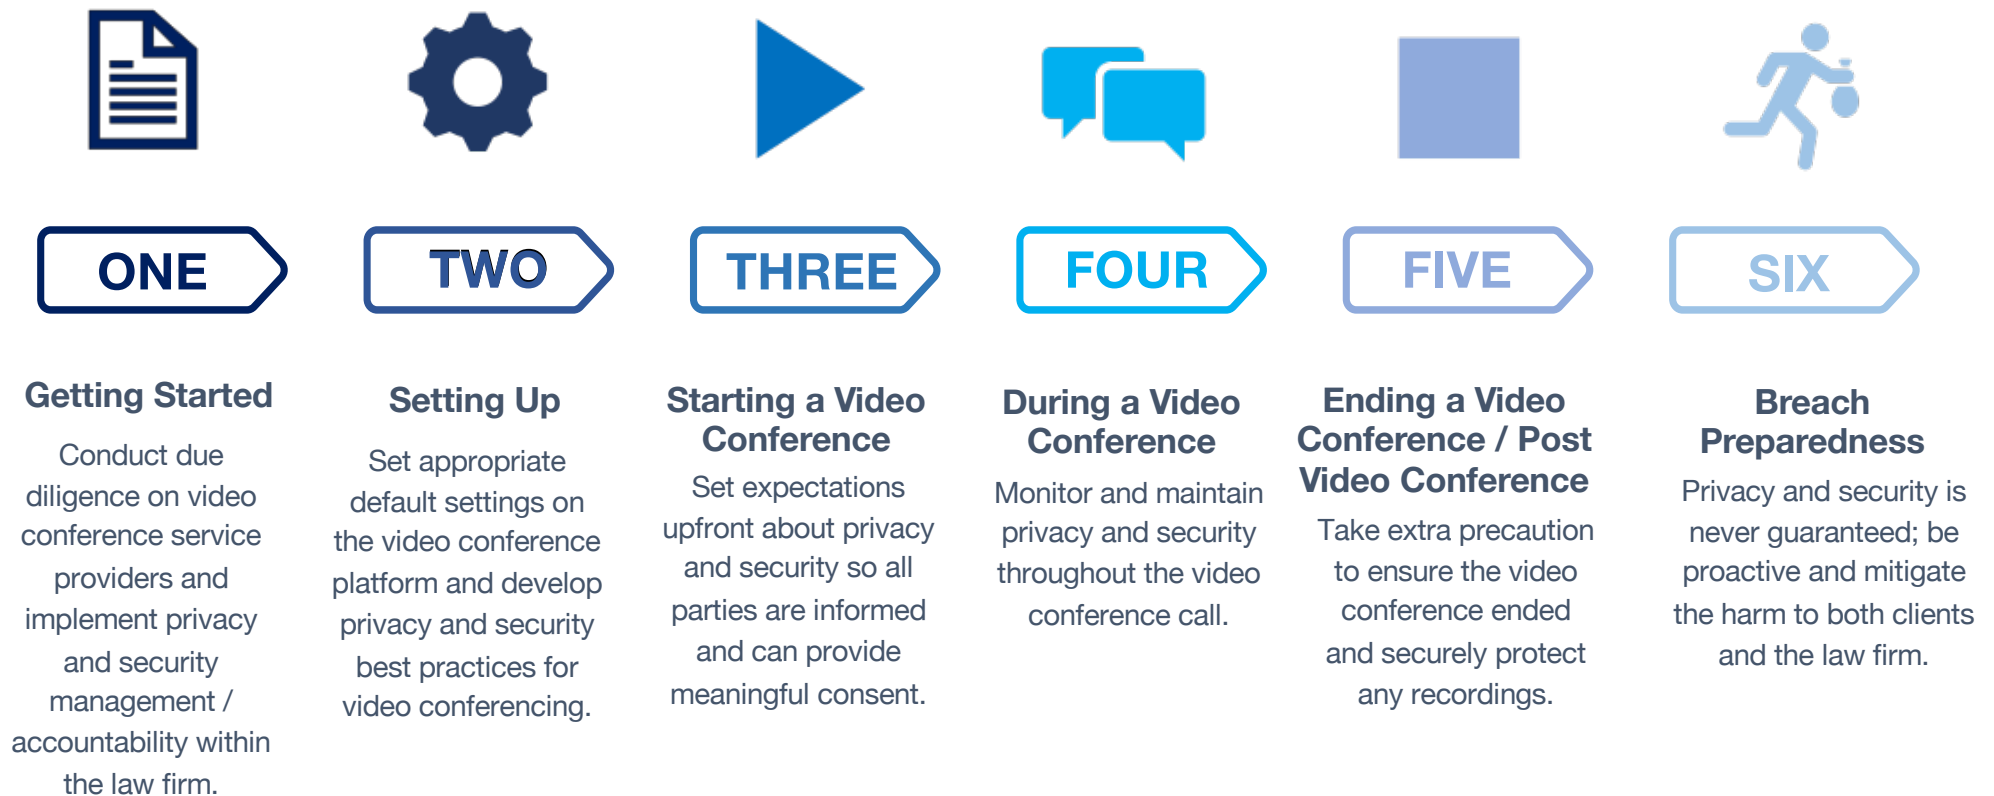 ONE
TWO
THREE
FOUR
FIVE
SIX
Getting Started
Conduct due
diligence on video
conference service
providers and
implement privacy
and security
management /
accountability within
the law firm.
Setting Up
Set appropriate
default settings on
the video conference
platform and develop
privacy and security
best practices for
video conferencing.
Starting a Video
Conference
Set expectations
upfront about privacy
and security so all
parties are informed
and can provide
meaningful consent.
During a Video
Conference
Monitor and maintain
privacy and security
throughout the video
conference call.
Ending a Video
Conference / Post
Video Conference
Take extra precaution
to ensure the video
conference ended
and securely protect
any recordings.
Breach
Preparedness
Privacy and security is
never guaranteed; be
proactive and mitigate
the harm to both clients
and the law firm.